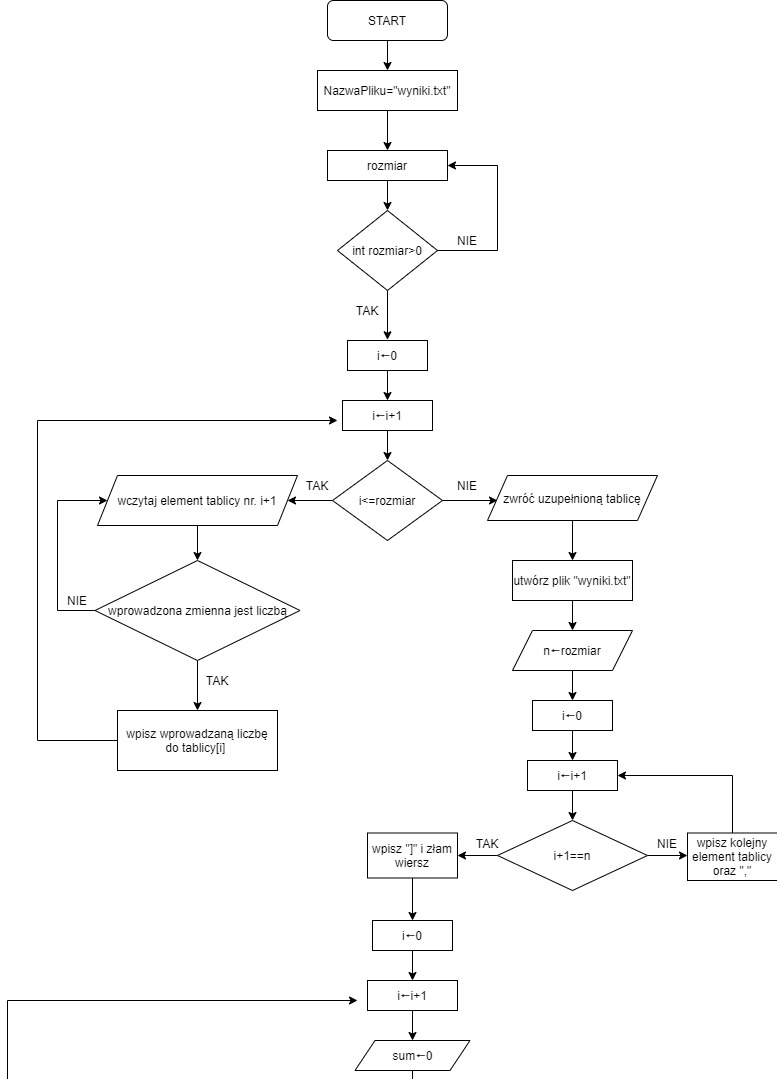 START
NazwaPliku="wyniki.txt"
rozmiar
int rozmiar>0
NIE
TAK
i←0
i←i+1
i<=rozmiar
TAK
NIE
wczytaj element tablicy nr. i+1
zwróć uzupełnioną tablicę
wprowadzona zmienna jest liczbą
NIE
TAK
wpisz wprowadzaną liczbę
do tablicy[i]
utwórz plik "wyniki.txt"
n←rozmiar
i←0
i←i+1
i+1==n
TAK
NIE
wpisz "]" i złam
wiersz
wpisz kolejny
element tablicy
oraz ","
i←0
i←i+1
sum←0